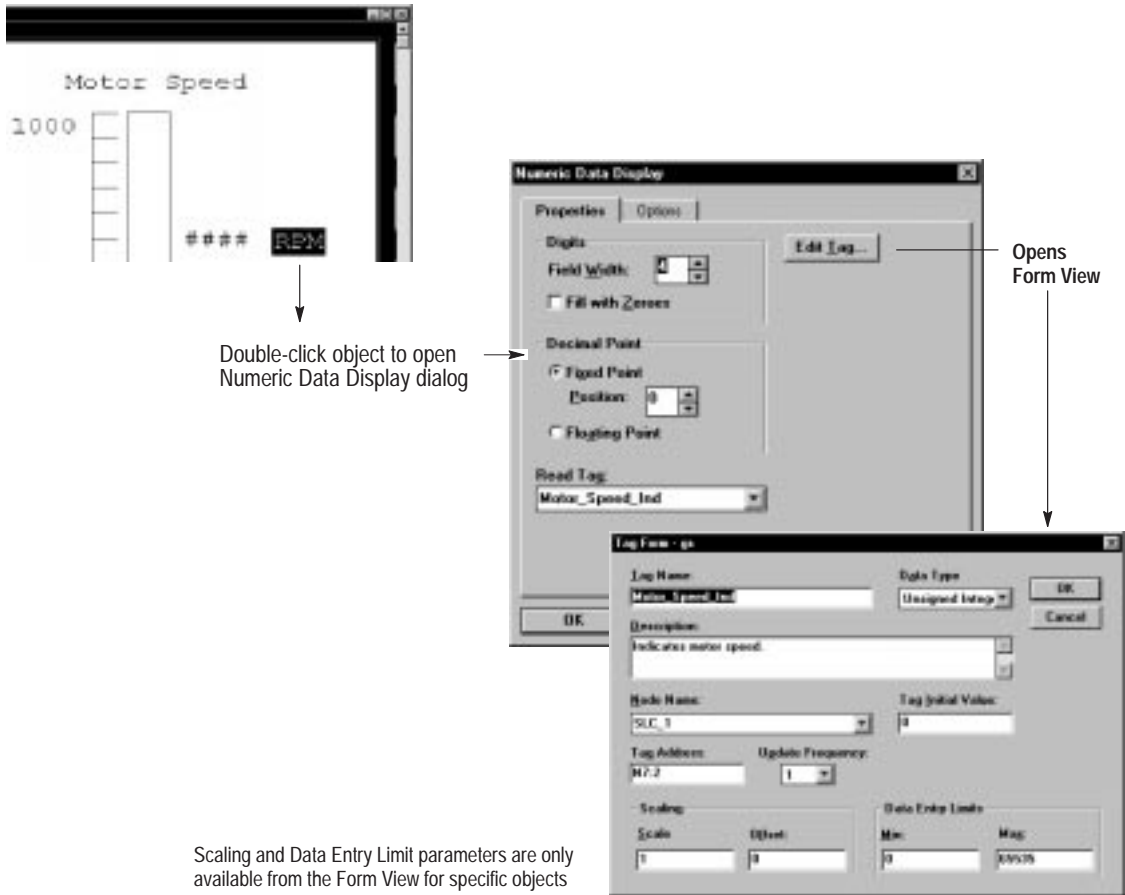 Motor Speed
1000
#### RPM
Double-click object to open
Numeric Data Display dialog
Numeric Data Display
Properties Options
Digits
Field Width: 4
Fill with Zeroes
Edit Tag...
Opens
Form View
Decimal Point
Fixed Point
Position: 0
Floating Point
Read Tag:
Motor_Speed_Ind
OK
Tag Form - gs
Tag Name:
Motor_Speed_Ind
Data Type
Unsigned Integ
OK
Cancel
Description:
Indicates motor speed.
Node Name:
SLC_1
Tag Initial Value:
0
Tag Address:
N7:2
Update Frequency:
1
Scaling
Scale
1
Offset:
0
Data Entry Limits
Min:
0
Max:
65535
Scaling and Data Entry Limit parameters are only
available from the Form View for specific objects